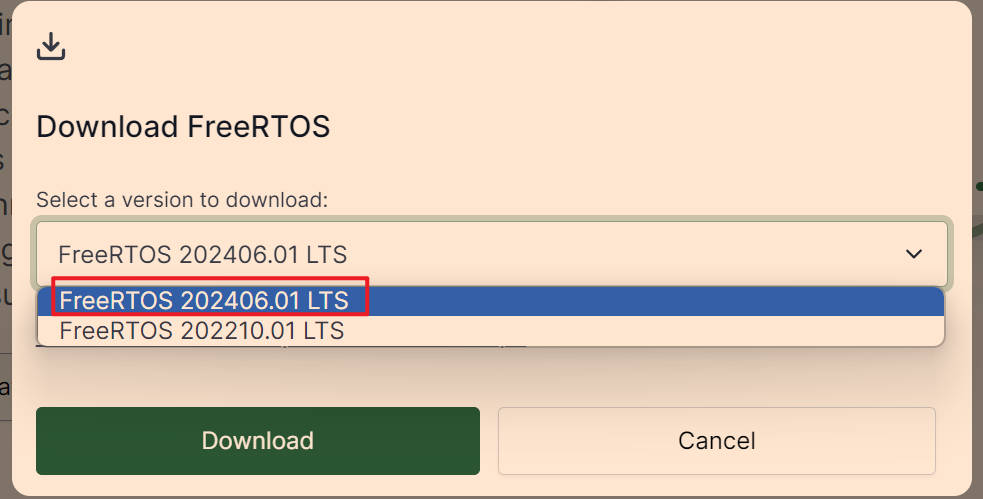 Download FreeRTOS
Select a version to download:
FreeRTOS 202406.01 LTS
FreeRTOS 202406.01 LTS
FreeRTOS 202210.01 LTS
Download
Cancel